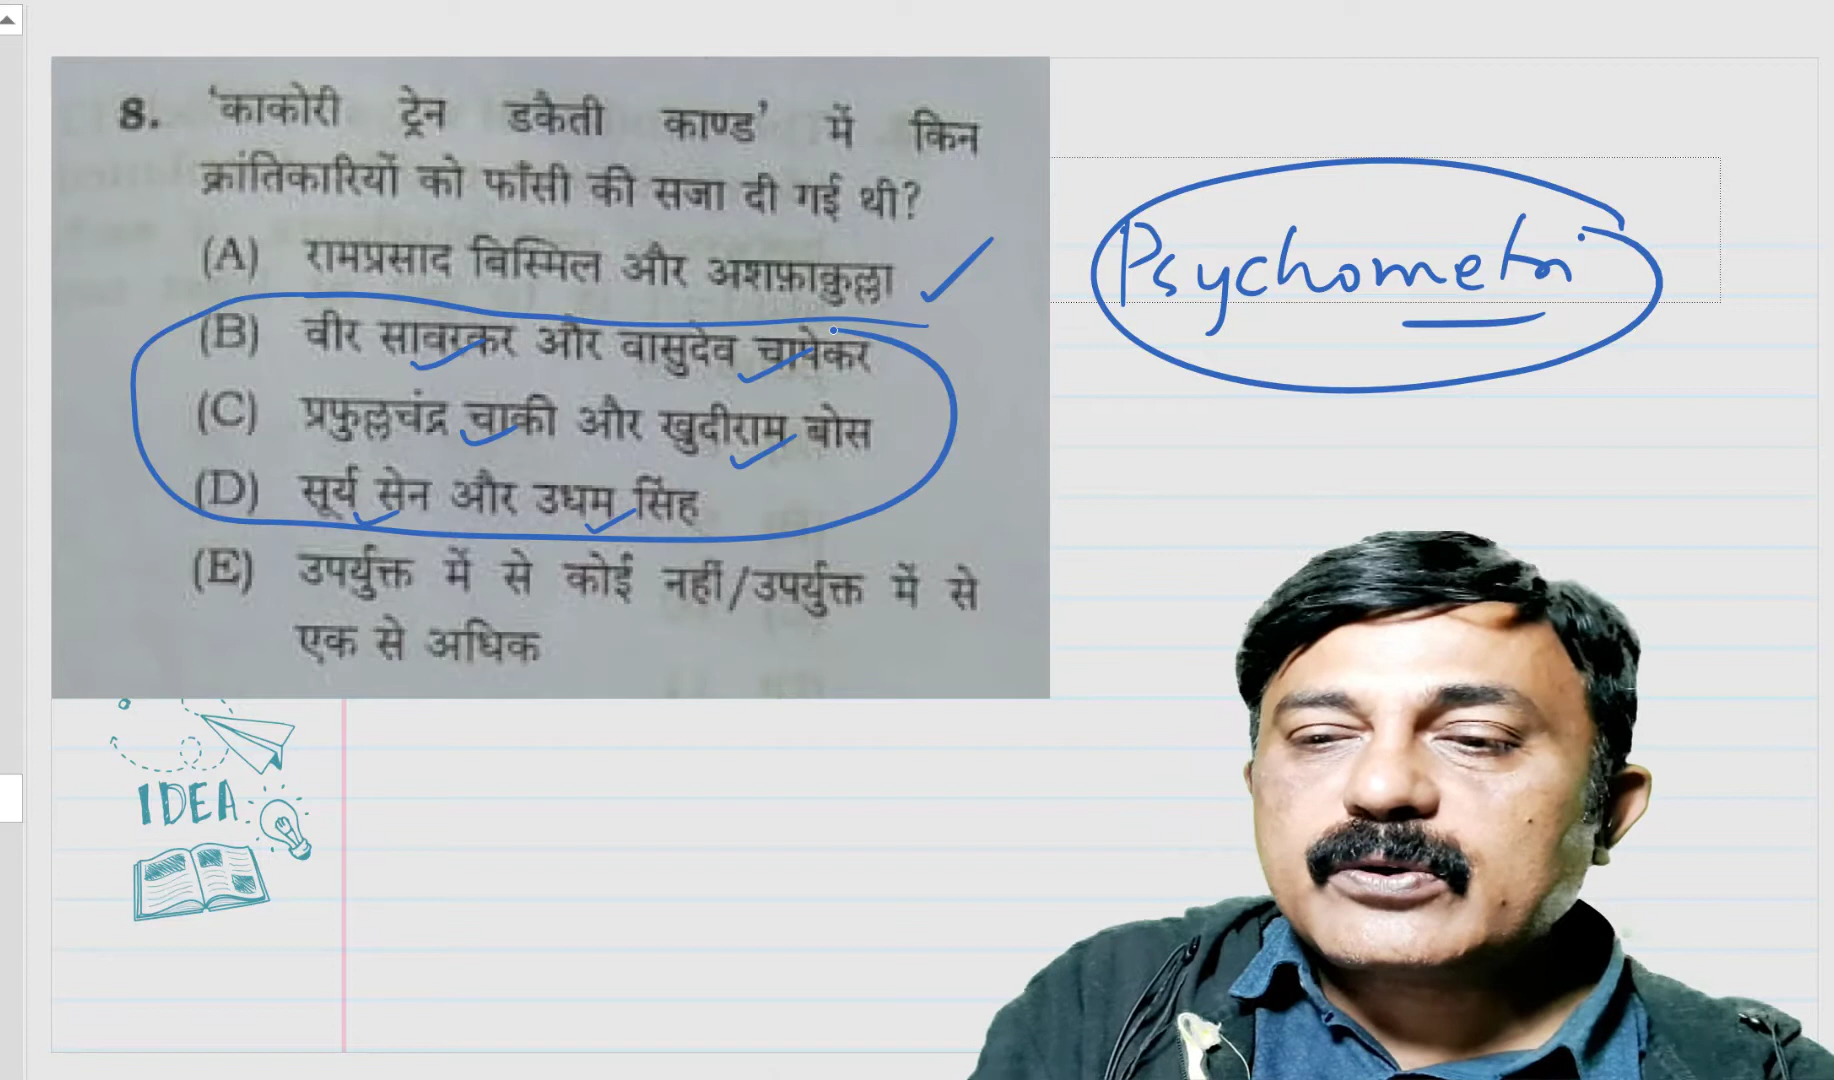 8. 'काकोरी ट्रेन डकैती काण्ड' में किन
क्रांतिकारियों को फाँसी की सजा दी गई थी?
(A) रामप्रसाद बिस्मिल और अशफ़ाक़ुल्ला
(B) वीर सावरकर और वासुदेव चापेकर
(C) प्रफुल्लचंद्र चाकी और खुदीराम बोस
(D) सूर्य सेन और उधम सिंह
(E) उपर्युक्त में से कोई नहीं/उपर्युक्त में से
एक से अधिक
IDEA